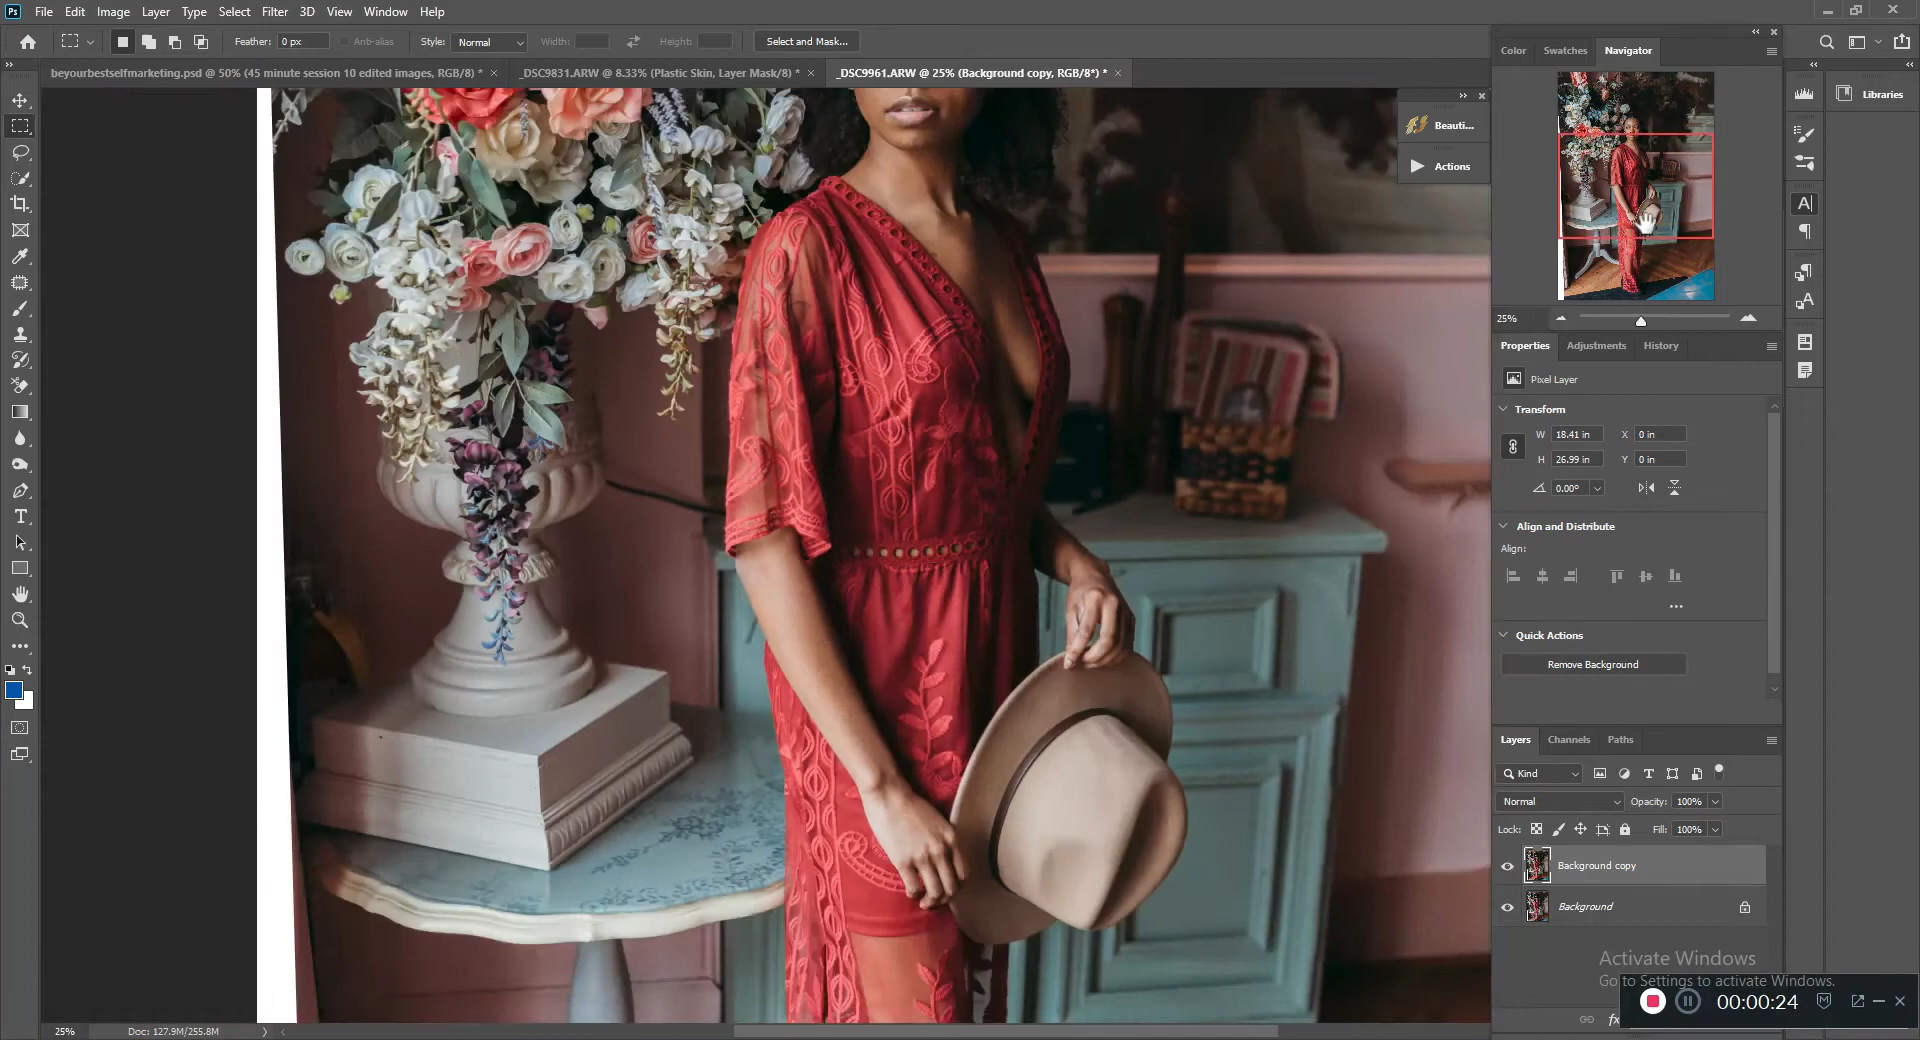 Ps File Edit Image Layer Type Select Filter 3D View Window Help
Feather: 0 px Anti-alias Style: Normal Width: Height: Select and Mask...
beyourbestselfmarketing.psd @ 50% (45 minute session 10 edited images, RGB/8) * × _DSC9831.ARW @ 8.33% (Plastic Skin, Layer Mask/8) * × _DSC9961.ARW @ 25% (Background copy, RGB/8*) * ×
Color Swatches Navigator
Libraries
Beauti...
Actions
25%
Properties Adjustments History
Pixel Layer
Transform
W 18.41 in X 0 in
H 26.99 in Y 0 in
0.00°
Align and Distribute
Align:
Quick Actions
Remove Background
Layers Channels Paths
Kind
Normal Opacity: 100%
Lock: Fill: 100%
Background copy
Background
Activate Windows
Go to Settings to activate Windows.
00:00:24
fx
25% Doc: 127.9M/255.8M